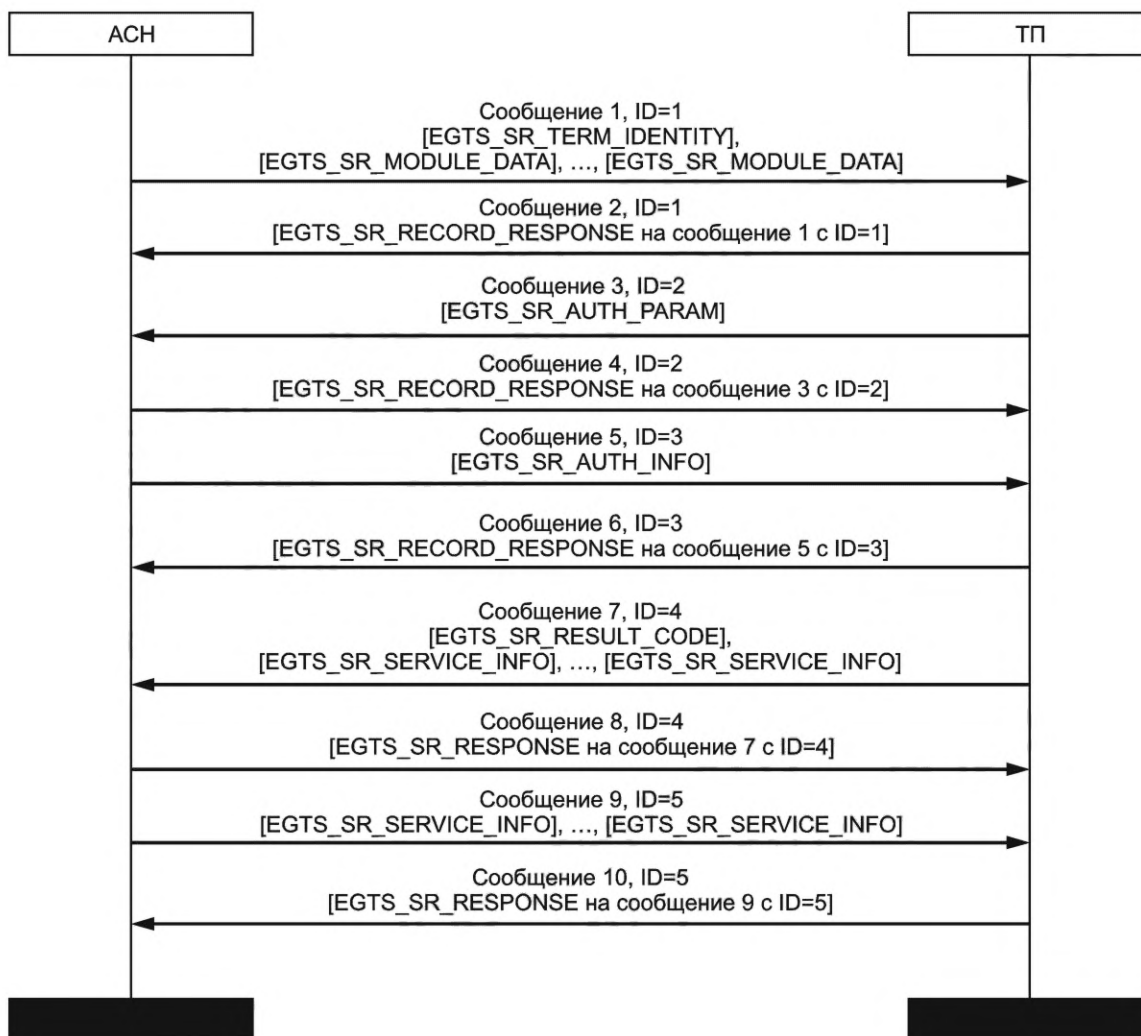 АСН
ТП
Сообщение 1, ID=1
[EGTS_SR_TERM_IDENTITY],
[EGTS_SR_MODULE_DATA], ..., [EGTS_SR_MODULE_DATA]
Сообщение 2, ID=1
[EGTS_SR_RECORD_RESPONSE на сообщение 1 с ID=1]
Сообщение 3, ID=2
[EGTS_SR_AUTH_PARAM]
Сообщение 4, ID=2
[EGTS_SR_RECORD_RESPONSE на сообщение 3 с ID=2]
Сообщение 5, ID=3
[EGTS_SR_AUTH_INFO]
Сообщение 6, ID=3
[EGTS_SR_RECORD_RESPONSE на сообщение 5 с ID=3]
Сообщение 7, ID=4
[EGTS_SR_RESULT_CODE],
[EGTS_SR_SERVICE_INFO], ..., [EGTS_SR_SERVICE_INFO]
Сообщение 8, ID=4
[EGTS_SR_RESPONSE на сообщение 7 с ID=4]
Сообщение 9, ID=5
[EGTS_SR_SERVICE_INFO], ..., [EGTS_SR_SERVICE_INFO]
Сообщение 10, ID=5
[EGTS_SR_RESPONSE на сообщение 9 с ID=5]